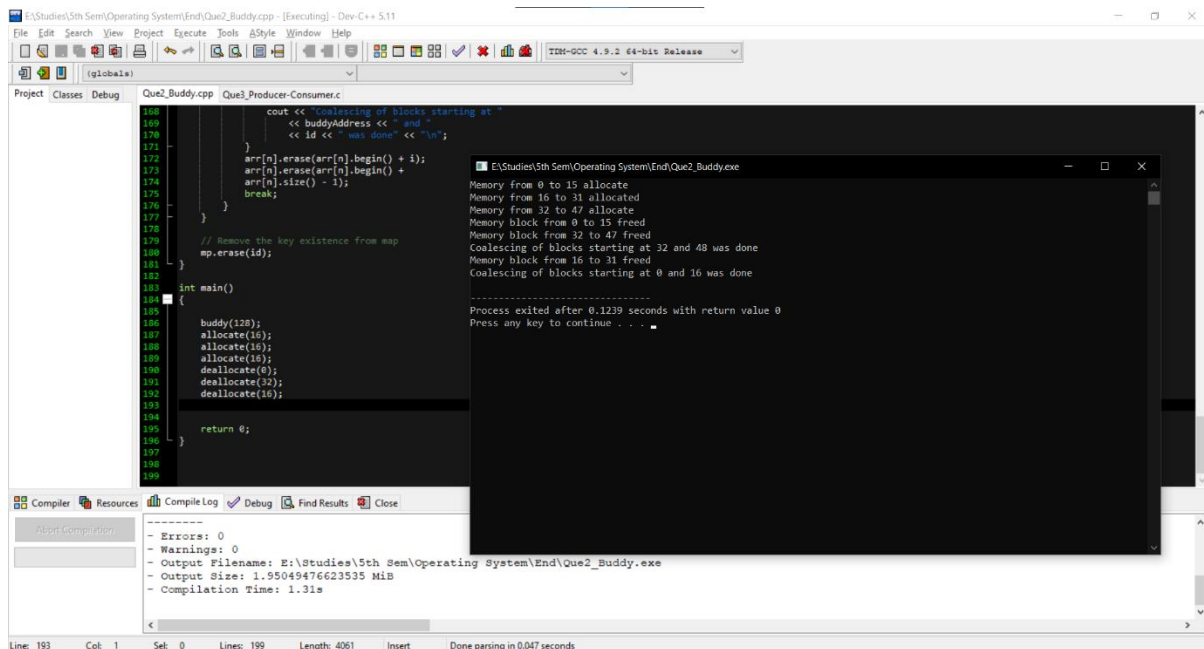 E:\Studies\5th Sem\Operating System\End\Que2_Buddy.cpp - [Executing] - Dev-C++ 5.11
File Edit Search View Project Execute Tools AStyle Window Help
TDM-GCC 4.9.2 64-bit Release
(globals)
Project Classes Debug
Que2_Buddy.cpp Que3_Producer-Consumer.c
168 cout << "Coalescing of blocks starting at "
169 << buddyAddress << " and "
170 << id << " was done" << "\n";
171 }
172 arr[n].erase(arr[n].begin() + i);
173 arr[n].erase(arr[n].begin() +
174 arr[n].size() - 1);
175 break;
176 }
177 }
178
179 // Remove the key existence from map
180 mp.erase(id);
181 }
182
183 int main()
184 {
185
186 buddy(128);
187 allocate(16);
188 allocate(16);
189 allocate(16);
190 deallocate(0);
191 deallocate(32);
192 deallocate(16);
193
194
195 return 0;
196 }
197
198
199
E:\Studies\5th Sem\Operating System\End\Que2_Buddy.exe
Memory from 0 to 15 allocate
Memory from 16 to 31 allocated
Memory from 32 to 47 allocate
Memory block from 0 to 15 freed
Memory block from 32 to 47 freed
Coalescing of blocks starting at 32 and 48 was done
Memory block from 16 to 31 freed
Coalescing of blocks starting at 0 and 16 was done
--------------------------------
Process exited after 0.1239 seconds with return value 0
Press any key to continue . . .
Compiler Resources Compile Log Debug Find Results Close
Abort Compilation
--------
- Errors: 0
- Warnings: 0
- Output Filename: E:\Studies\5th Sem\Operating System\End\Que2_Buddy.exe
- Output Size: 1.95049476623535 MiB
- Compilation Time: 1.31s
Line: 193 Col: 1 Sel: 0 Lines: 199 Length: 4061 Insert Done parsing in 0.047 seconds